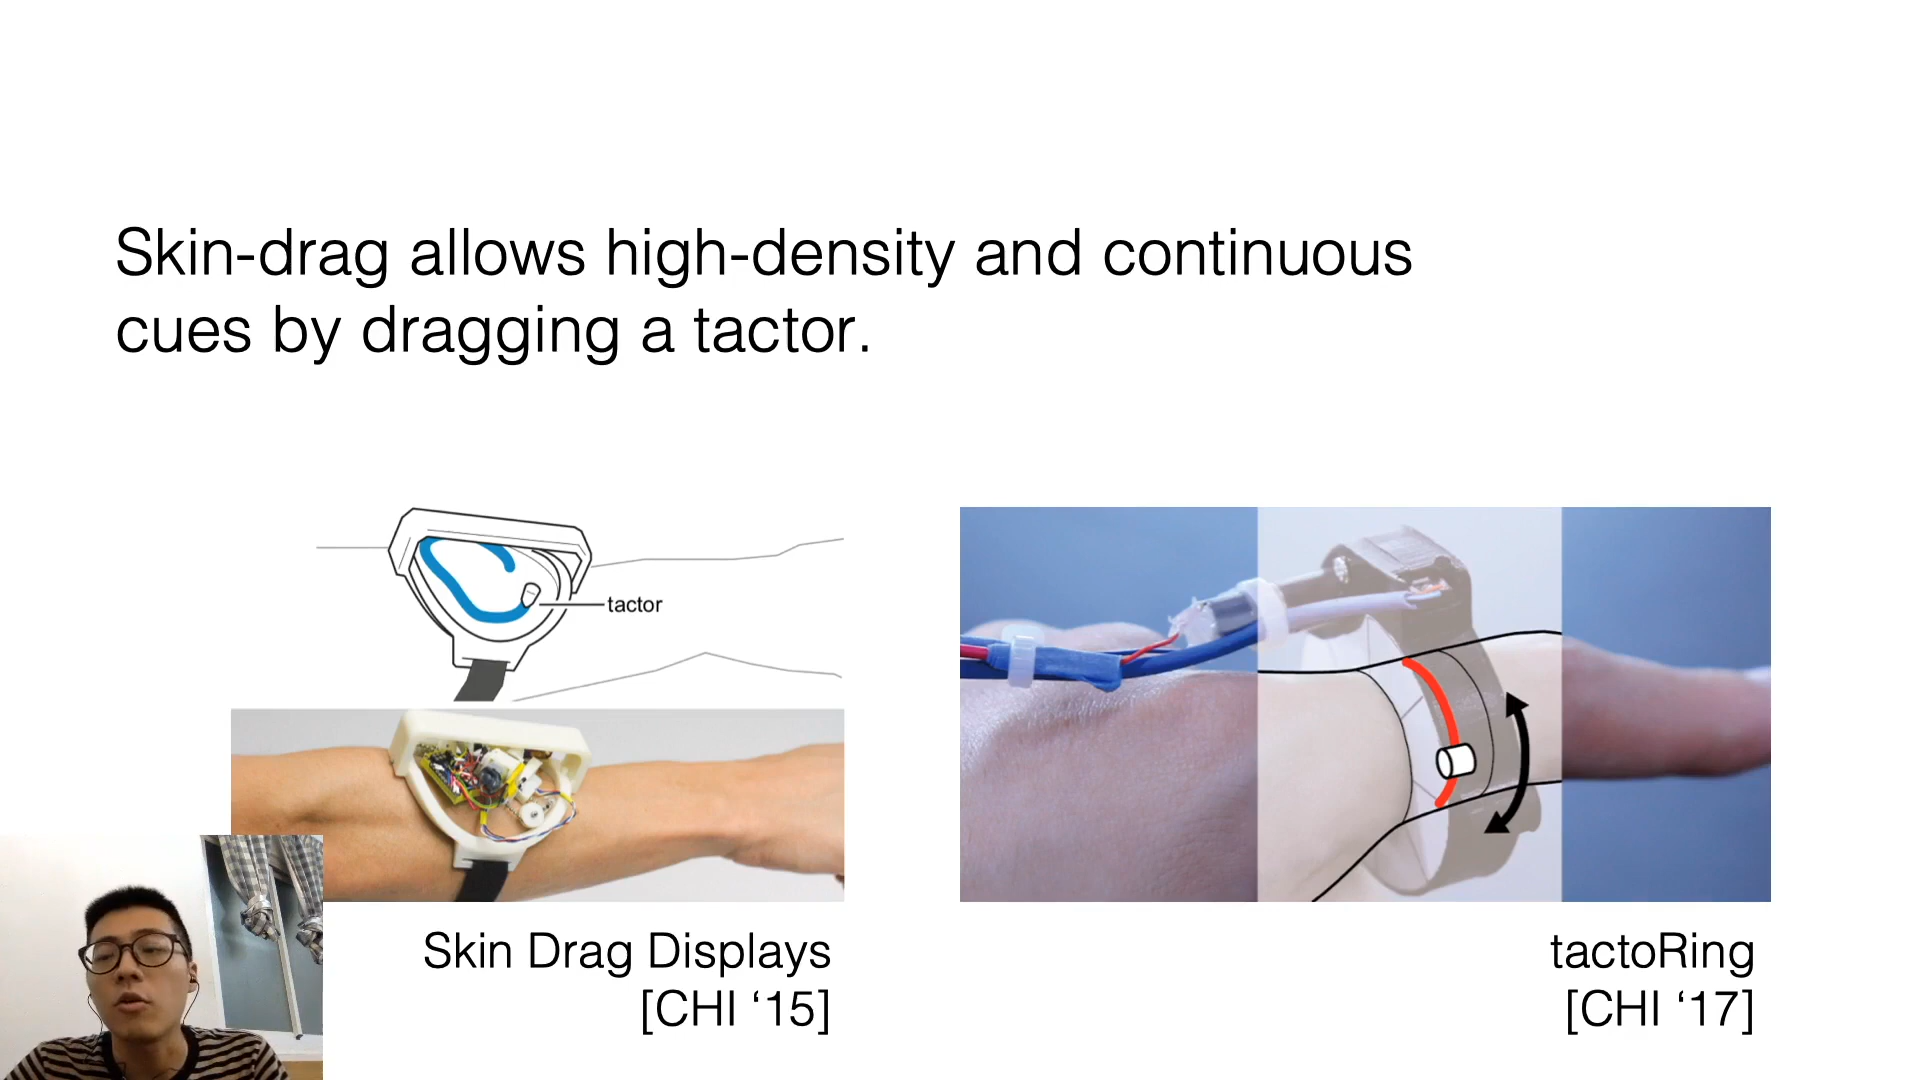 Skin-drag allows high-density and continuous
cues by dragging a tactor.
tactor
Skin Drag Displays
[CHI ‘15]
tactoRing
[CHI ‘17]